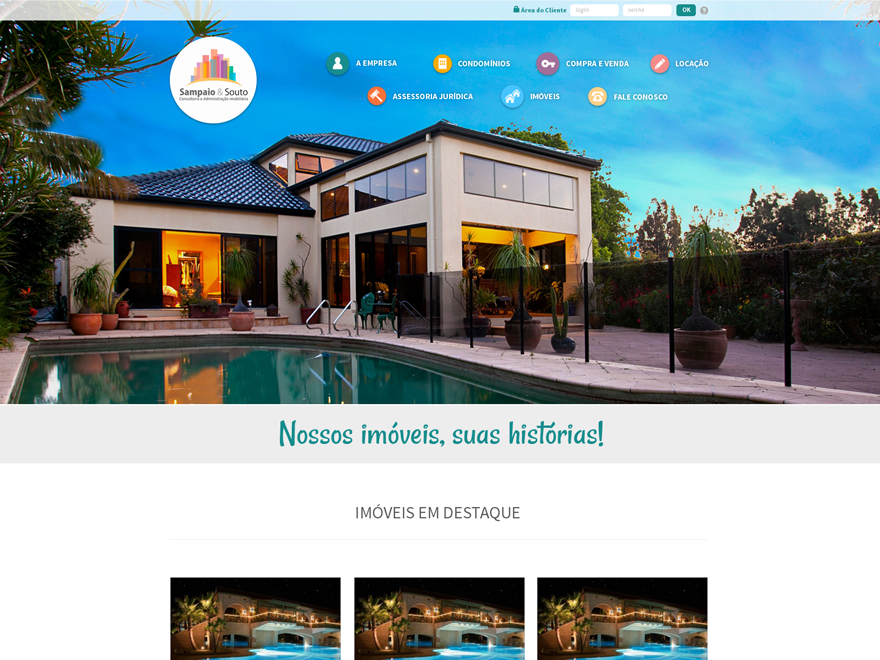 Área do Cliente login senha OK ?
A EMPRESA CONDOMÍNIOS COMPRA E VENDA LOCAÇÃO
Sampaio & Souto
Consultoria e Administração Imobiliária
ASSESSORIA JURÍDICA IMÓVEIS FALE CONOSCO
Nossos imóveis, suas histórias!
IMÓVEIS EM DESTAQUE